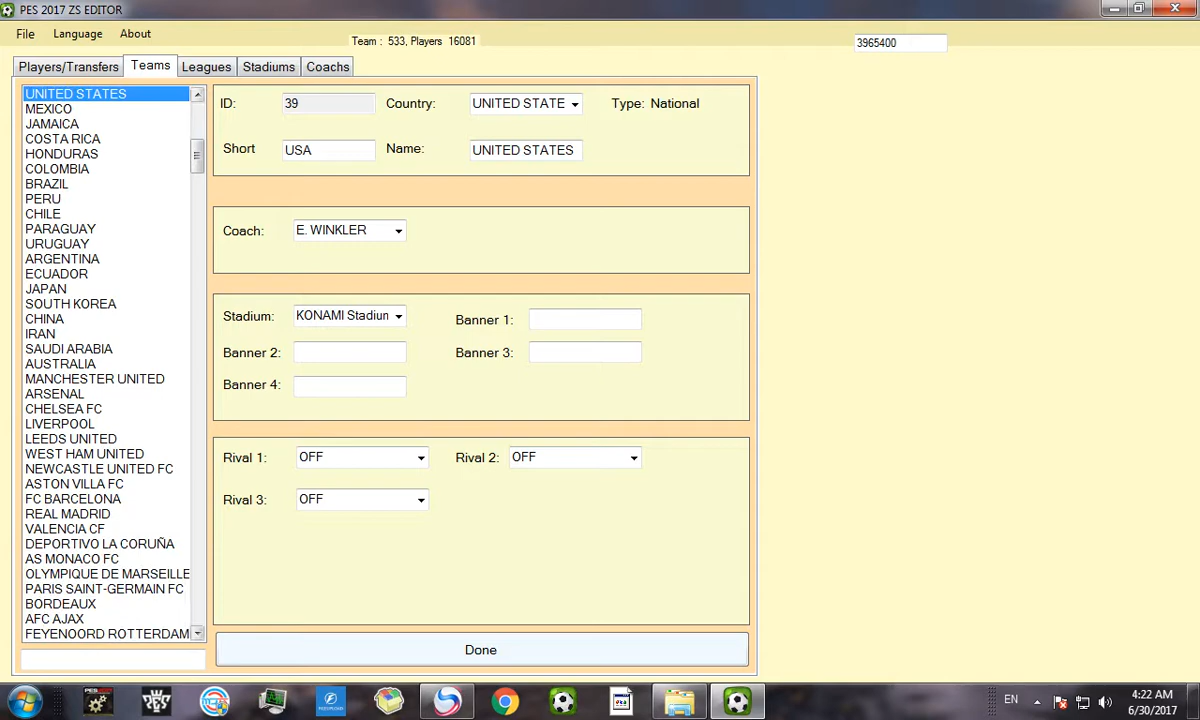 PES 2017 ZS EDITOR
File Language About
Team : 533, Players 16081
3965400
Players/Transfers Teams Leagues Stadiums Coachs
UNITED STATES
MEXICO
JAMAICA
COSTA RICA
HONDURAS
COLOMBIA
BRAZIL
PERU
CHILE
PARAGUAY
URUGUAY
ARGENTINA
ECUADOR
JAPAN
SOUTH KOREA
CHINA
IRAN
SAUDI ARABIA
AUSTRALIA
MANCHESTER UNITED
ARSENAL
CHELSEA FC
LIVERPOOL
LEEDS UNITED
WEST HAM UNITED
NEWCASTLE UNITED FC
ASTON VILLA FC
FC BARCELONA
REAL MADRID
VALENCIA CF
DEPORTIVO LA CORUÑA
AS MONACO FC
OLYMPIQUE DE MARSEILLE
PARIS SAINT-GERMAIN FC
BORDEAUX
AFC AJAX
FEYENOORD ROTTERDAM
ID: 39 Country: UNITED STATE Type: National
Short USA Name: UNITED STATES
Coach: E. WINKLER
Stadium: KONAMI Stadiun Banner 1:
Banner 2: Banner 3:
Banner 4:
Rival 1: OFF Rival 2: OFF
Rival 3: OFF
Done
EN
4:22 AM
6/30/2017